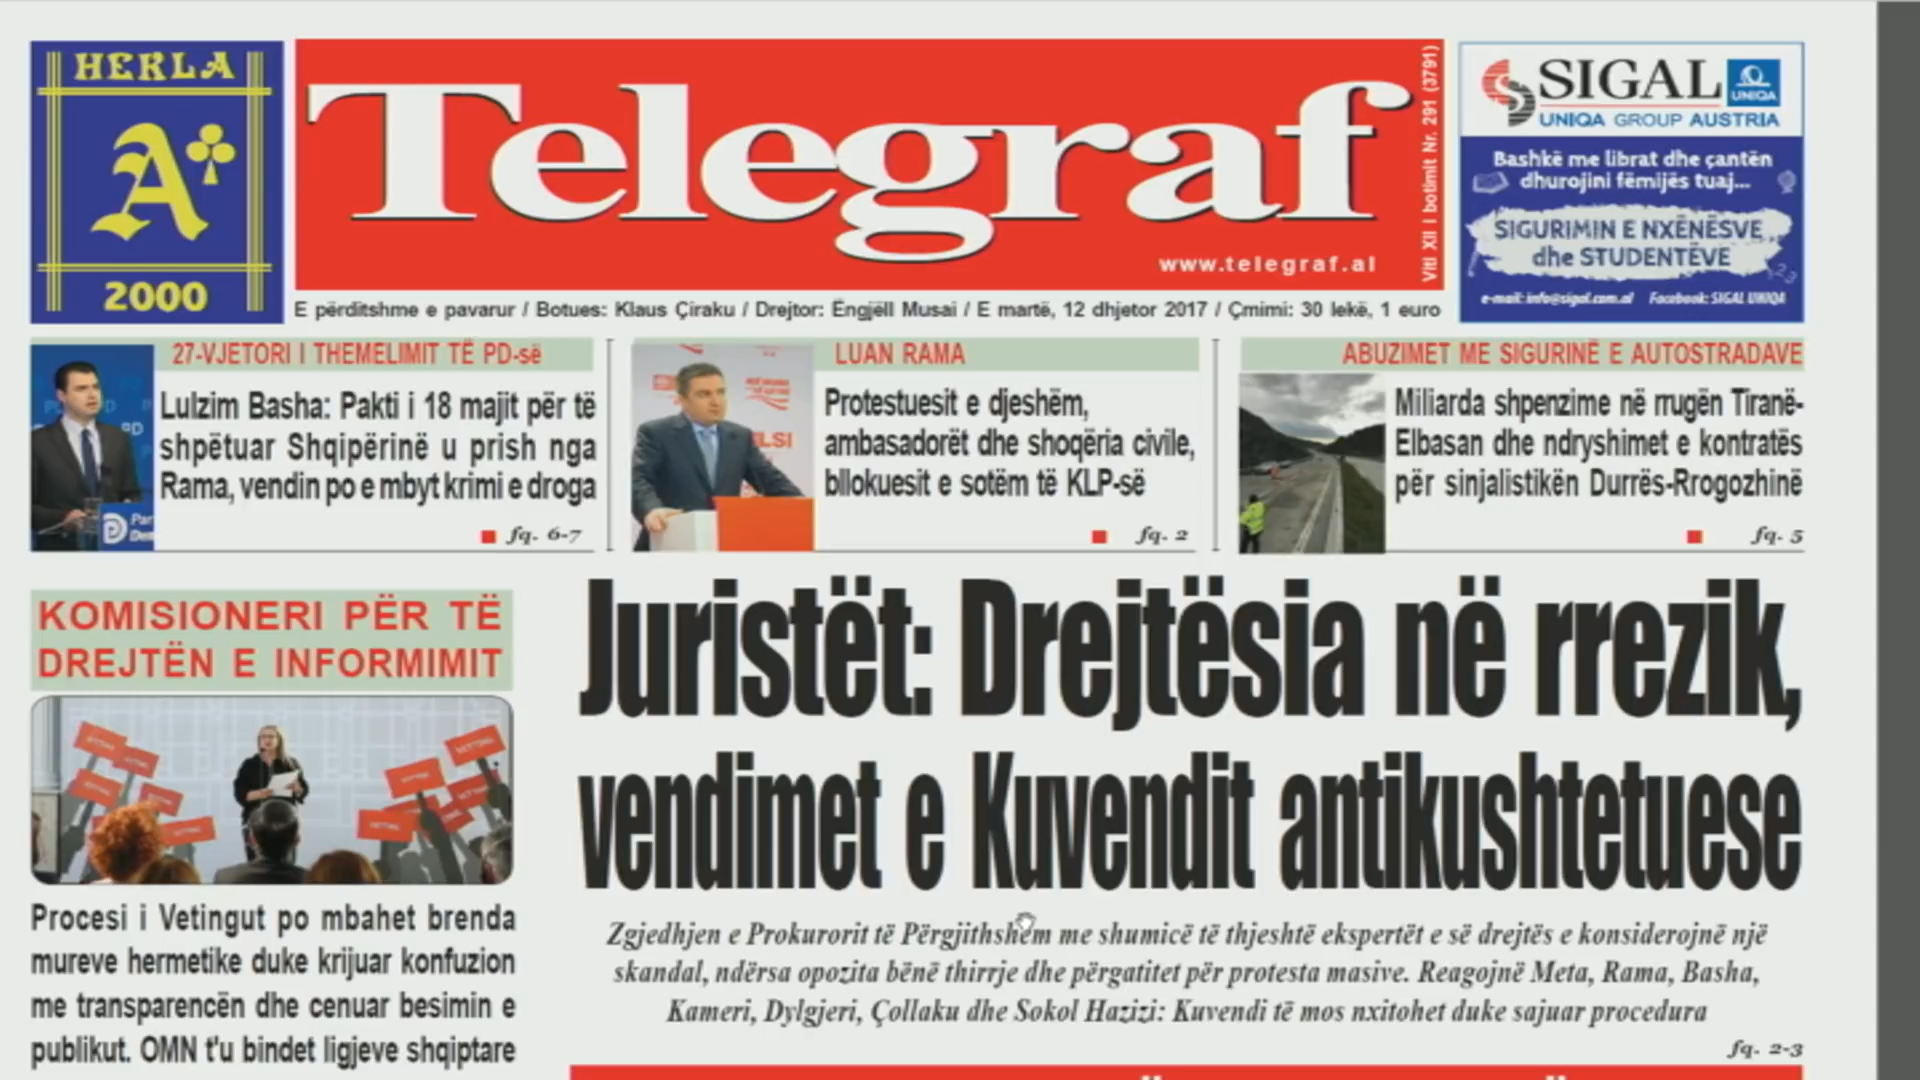 HERLA
A
2000
Telegraf
www.telegraf.al
Viti XII i botimit Nr. 291 (3791)
SIGAL
UNIQA
UNIQA GROUP AUSTRIA
Bashkë me librat dhe çantën
dhurojini fëmijës tuaj...
SIGURIMIN E NXËNËSVE
dhe STUDENTËVE
e-mail: info@sigal.com.al Facebook: SIGAL UNIQA
E përditshme e pavarur / Botues: Klaus Çiraku / Drejtor: Ëngjëll Musai / E martë, 12 dhjetor 2017 / Çmimi: 30 lekë, 1 euro
27-VJETORI I THEMELIMIT TË PD-së
Lulzim Basha: Pakti i 18 majit për të
shpëtuar Shqipërinë u prish nga
Rama, vendin po e mbyt krimi e droga
fq. 6-7
LUAN RAMA
Protestuesit e djeshëm,
ambasadorët dhe shoqëria civile,
bllokuesit e sotëm të KLP-së
fq. 2
ABUZIMET ME SIGURINË E AUTOSTRADAVE
Miliarda shpenzime në rrugën Tiranë-
Elbasan dhe ndryshimet e kontratës
për sinjalistikën Durrës-Rrogozhinë
fq. 5
KOMISIONERI PËR TË
DREJTËN E INFORMIMIT
Procesi i Vetingut po mbahet brenda
mureve hermetike duke krijuar konfuzion
me transparencën dhe cenuar besimin e
publikut. OMN t'u bindet ligjeve shqiptare
Juristët: Drejtësia në rrezik,
vendimet e Kuvendit antikushtetuese
Zgjedhjen e Prokurorit të Përgjithshëm me shumicë të thjeshtë ekspertët e së drejtës e konsiderojnë një
skandal, ndërsa opozita bënë thirrje dhe përgatitet për protesta masive. Reagojnë Meta, Rama, Basha,
Kameri, Dylgjeri, Çollaku dhe Sokol Hazizi: Kuvendi të mos nxitohet duke sajuar procedura
fq. 2-3